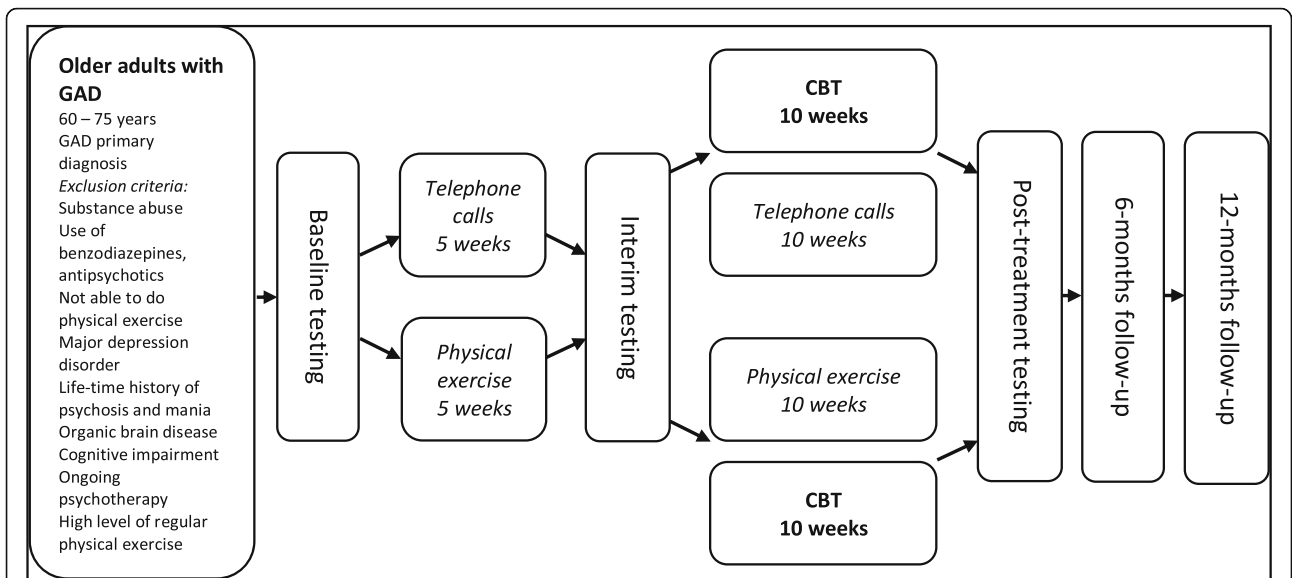 Older adults with
GAD
60 – 75 years
GAD primary
diagnosis
Exclusion criteria:
Substance abuse
Use of
benzodiazepines,
antipsychotics
Not able to do
physical exercise
Major depression
disorder
Life-time history of
psychosis and mania
Organic brain disease
Cognitive impairment
Ongoing
psychotherapy
High level of regular
physical exercise
Baseline testing
Telephone
calls
5 weeks
Physical
exercise
5 weeks
Interim testing
CBT
10 weeks
Telephone calls
10 weeks
Physical exercise
10 weeks
CBT
10 weeks
Post-treatment testing
6-months follow-up
12-months follow-up